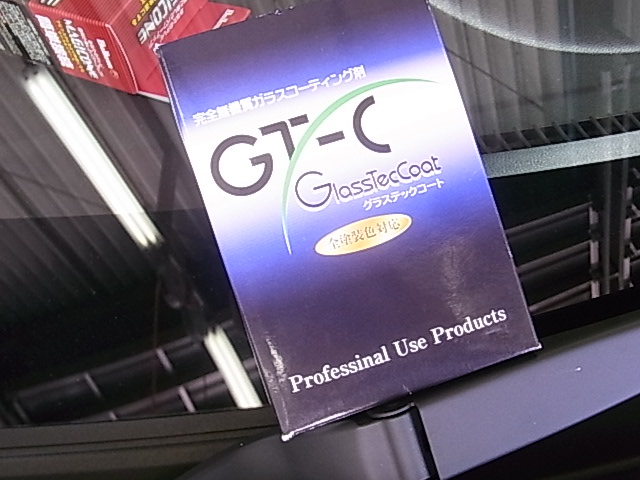 完全無機質ガラスコーティング剤
GT-C
GlassTecCoat
グラステックコート
全塗装色対応
Professinal Use Products